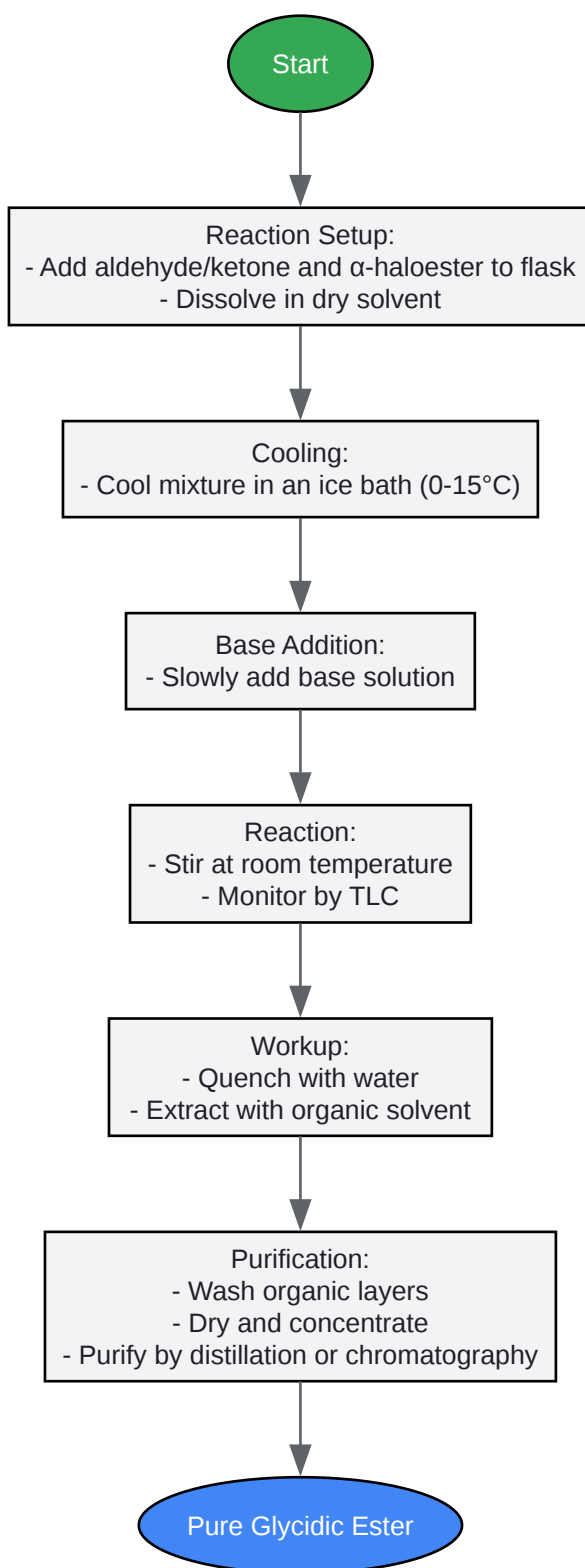 Start
Reaction Setup:
- Add aldehyde/ketone and α-haloester to flask
- Dissolve in dry solvent
Cooling:
- Cool mixture in an ice bath (0-15°C)
Base Addition:
- Slowly add base solution
Reaction:
- Stir at room temperature
- Monitor by TLC
Workup:
- Quench with water
- Extract with organic solvent
Purification:
- Wash organic layers
- Dry and concentrate
- Purify by distillation or chromatography
Pure Glycidic Ester